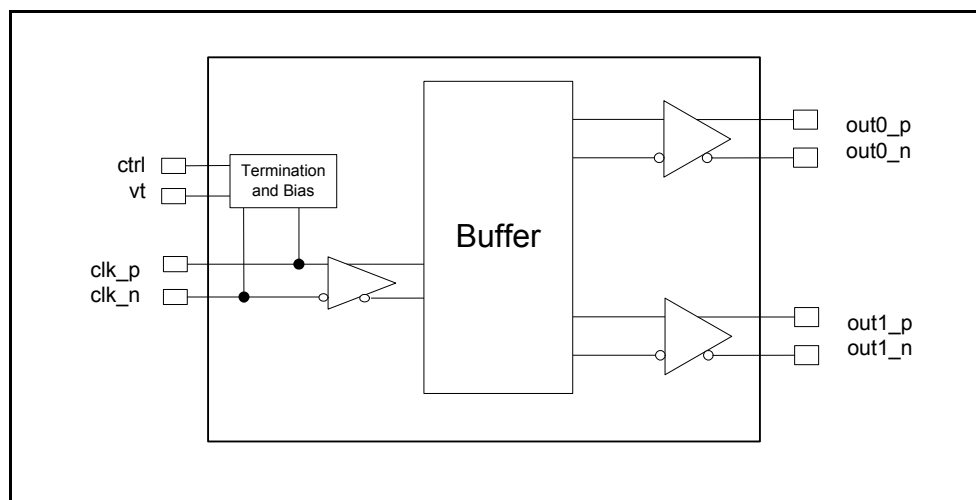 ctrl
vt
Termination
and Bias
clk_p
clk_n
Buffer
out0_p
out0_n
out1_p
out1_n